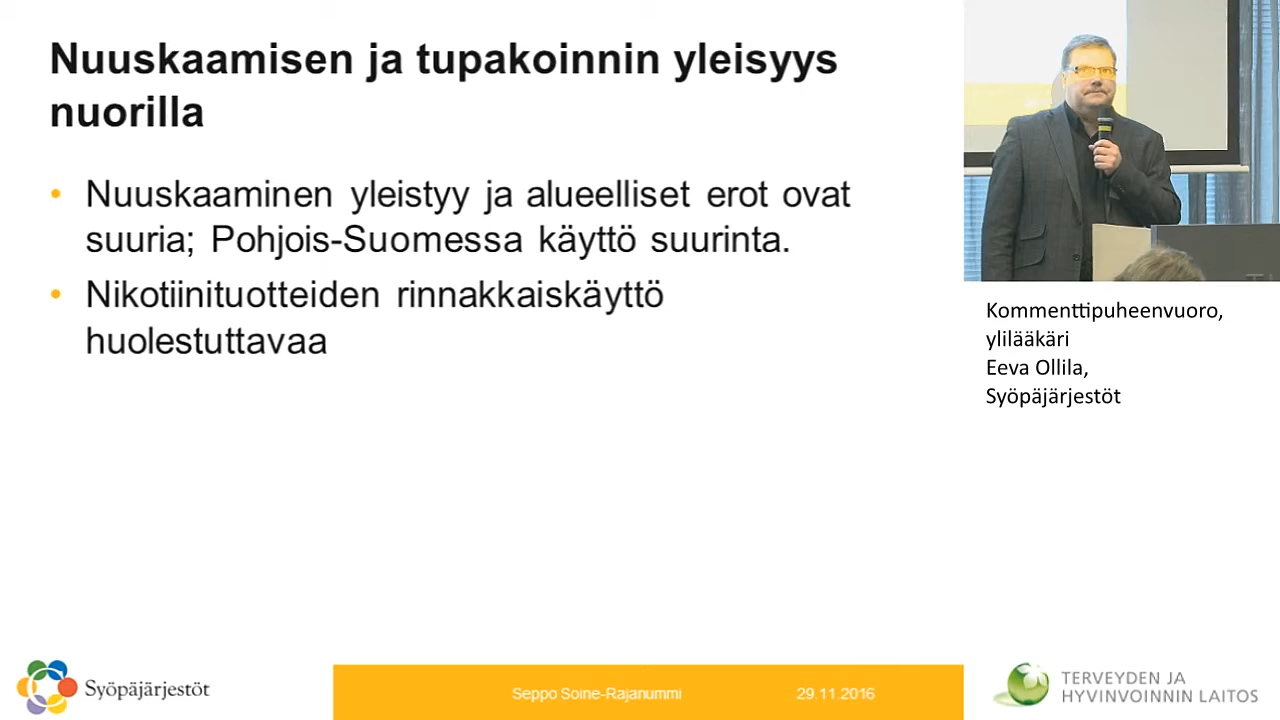 Nuuskaamisen ja tupakoinnin yleisyys
nuorilla
• Nuuskaaminen yleistyy ja alueelliset erot ovat
suuria; Pohjois-Suomessa käyttö suurinta.
• Nikotiinituotteiden rinnakkaiskäyttö
huolestuttavaa
Kommenttipuheenvuoro,
ylilääkäri
Eeva Ollila,
Syöpäjärjestöt
Syöpäjärjestöt
Seppo Soine-Rajanummi 29.11.2016
TERVEYDEN JA
HYVINVOINNIN LAITOS